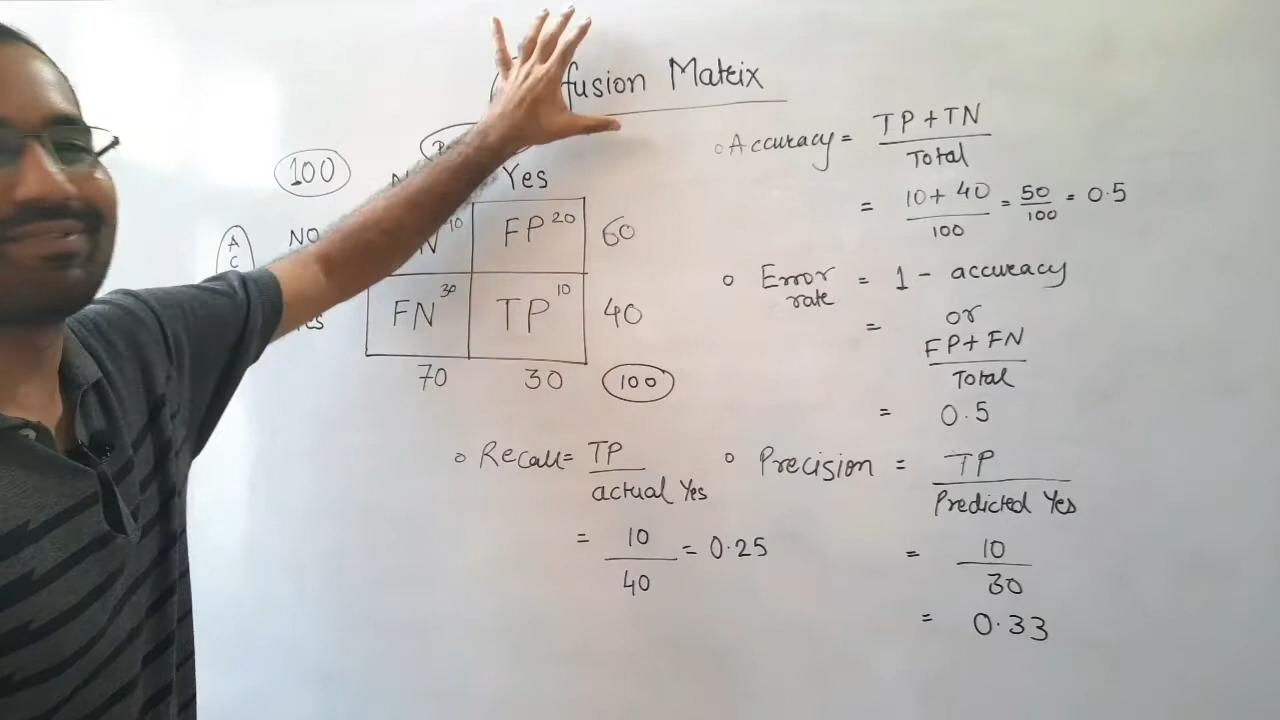 fusion Matrix
100
Yes
NO
N 10
FP 20
60
A
C
FN 30
TP 10
40
70
30
100
Accuracy = TP + TN
Total
= 10 + 40 = 50 = 0.5
100 100
Error rate = 1 - accuracy
or
= FP + FN
Total
= 0.5
Recall = TP
actual Yes
= 10 = 0.25
40
Precision = TP
Predicted Yes
= 10
30
= 0.33